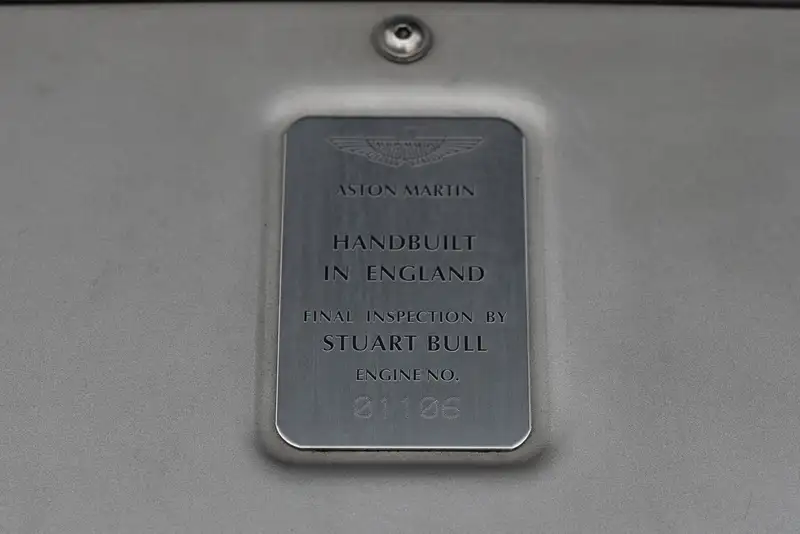 ASTON MARTIN
HANDBUILT
IN ENGLAND
FINAL INSPECTION BY
STUART BULL
ENGINE NO.
01106